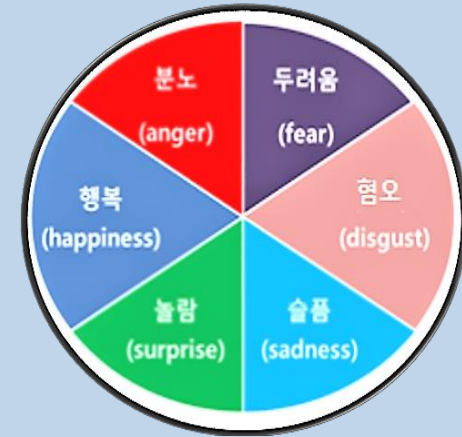 분노
(anger)
두려움
(fear)
혐오
(disgust)
슬픔
(sadness)
놀람
(surprise)
행복
(happiness)